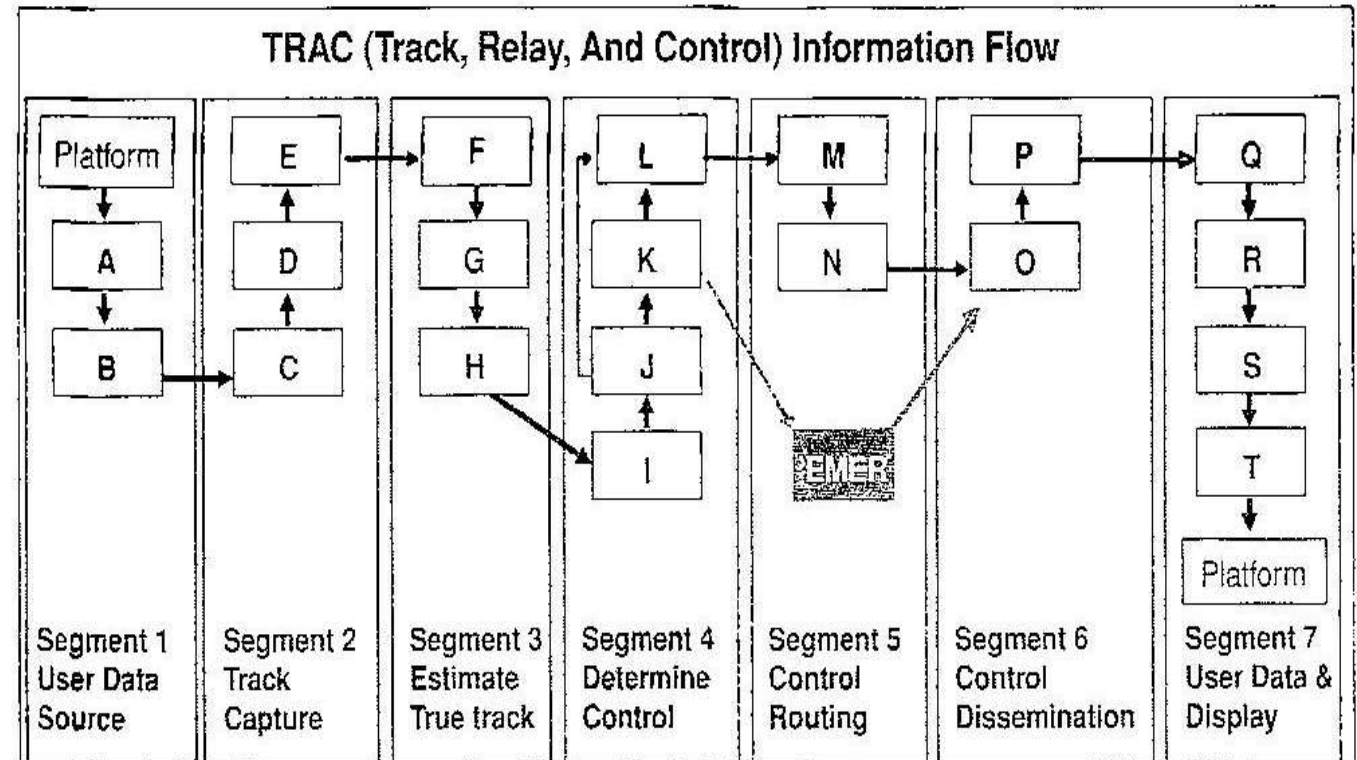 TRAC (Track, Relay, And Control) Information Flow
Platform
A
B
E
D
C
F
G
H
L
K
J
I
M
N
EMER
P
O
Q
R
S
T
Platform
Segment 1
User Data
Source
Segment 2
Track
Capture
Segment 3
Estimate
True track
Segment 4
Determine
Control
Segment 5
Control
Routing
Segment 6
Control
Dissemination
Segment 7
User Data &
Display